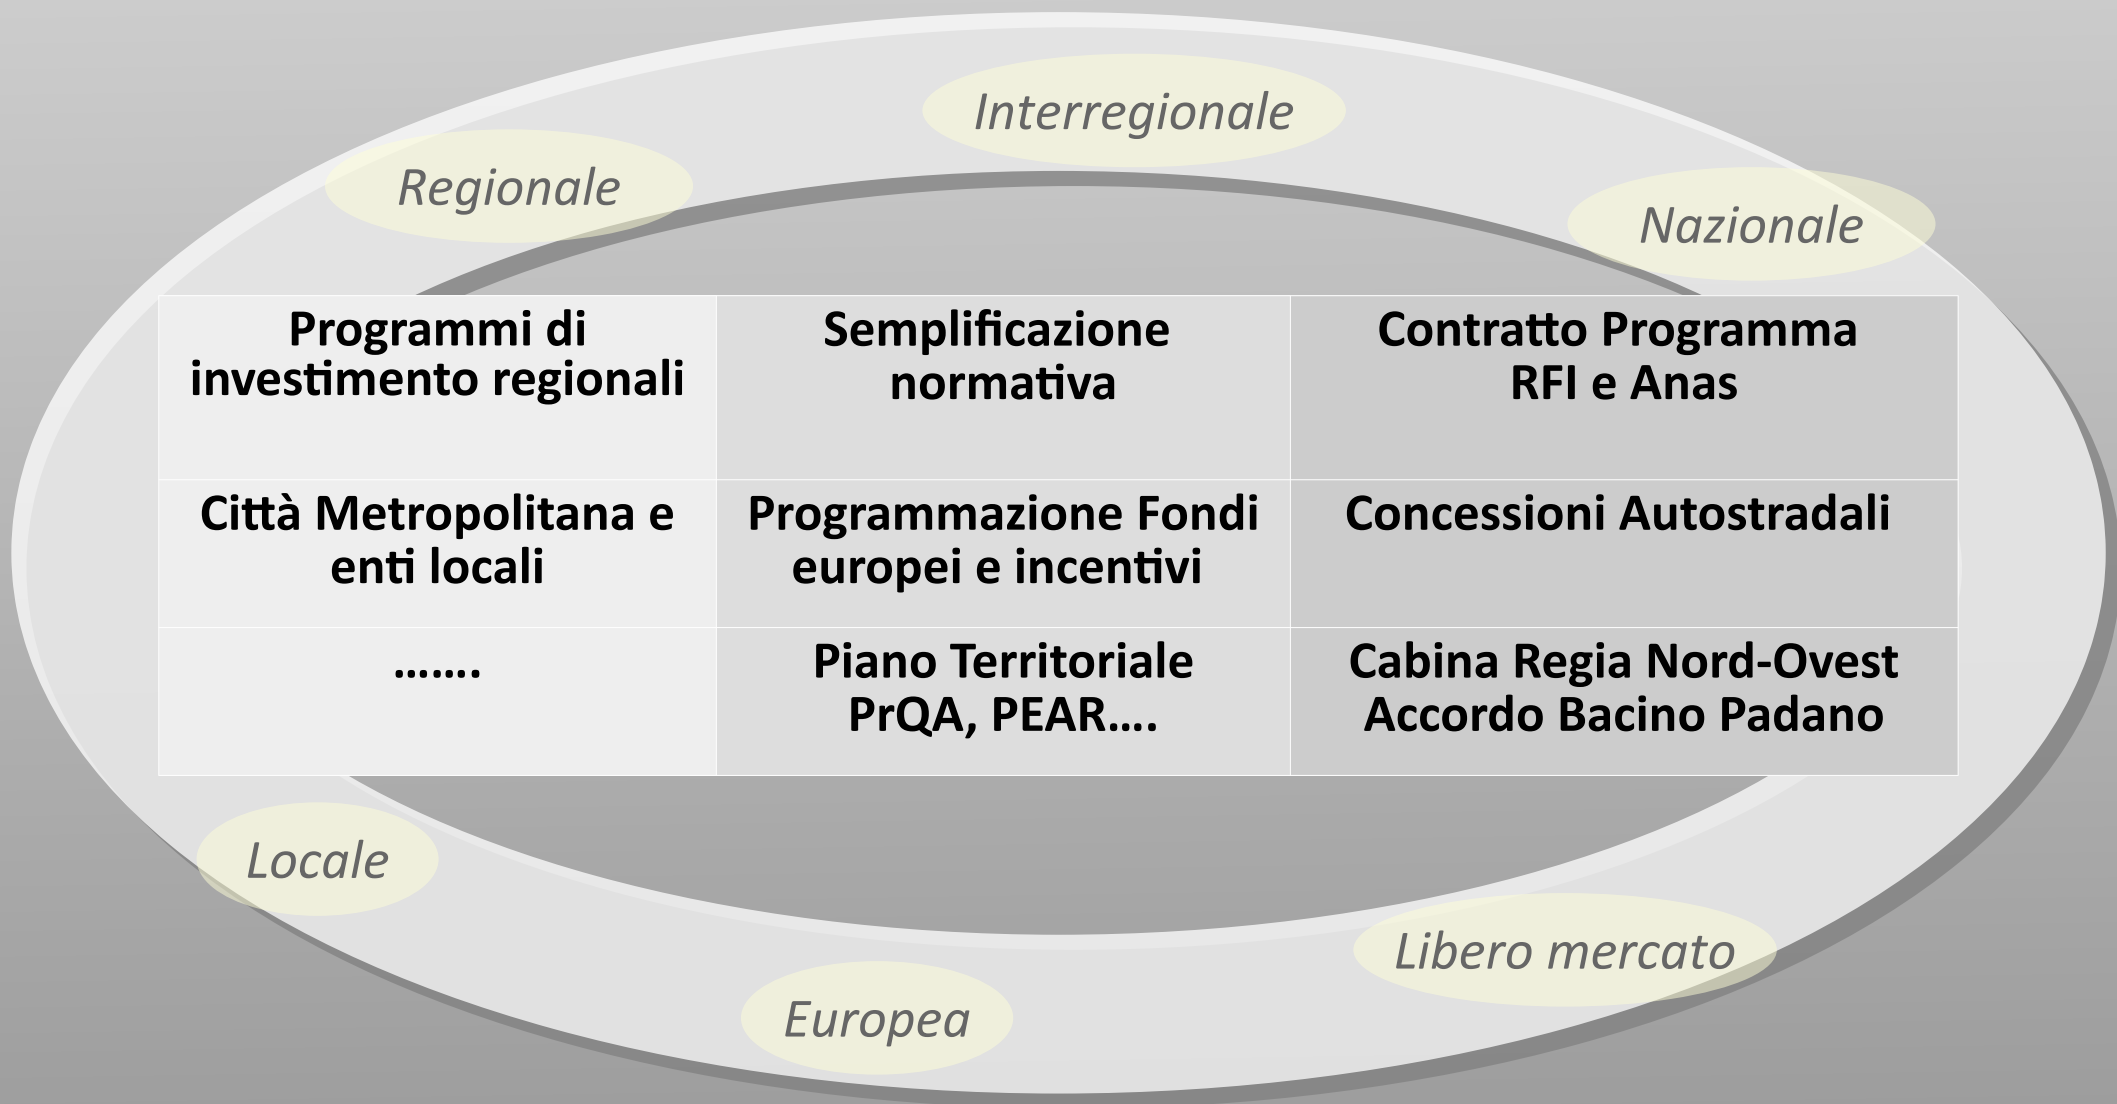 Interregionale
Regionale
Nazionale
Programmi di
investimento regionali
Semplificazione
normativa
Contratto Programma
RFI e Anas
Città Metropolitana e
enti locali
Programmazione Fondi
europei e incentivi
Concessioni Autostradali
…….
Piano Territoriale
PrQA, PEAR….
Cabina Regia Nord-Ovest
Accordo Bacino Padano
Locale
Libero mercato
Europea